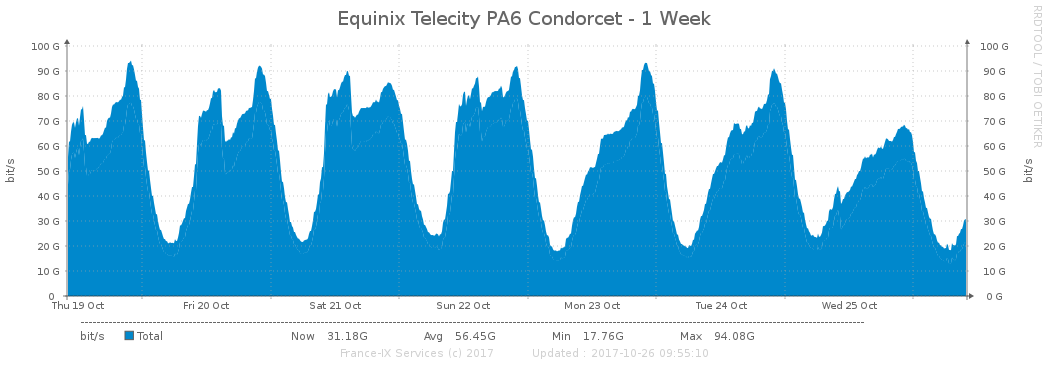 Equinix Telecity PA6 Condorcet - 1 Week
RRDTOOL / TOBI OETIKER
100 G 100 G
90 G 90 G
80 G 80 G
70 G 70 G
60 G 60 G
50 G 50 G
40 G 40 G
30 G 30 G
20 G 20 G
10 G 10 G
0 0 G
bit/s bit/s
Thu 19 Oct Fri 20 Oct Sat 21 Oct Sun 22 Oct Mon 23 Oct Tue 24 Oct Wed 25 Oct
bit/s Total Now 31.18G Avg 56.45G Min 17.76G Max 94.08G
France-IX Services (c) 2017 Updated : 2017-10-26 09:55:10